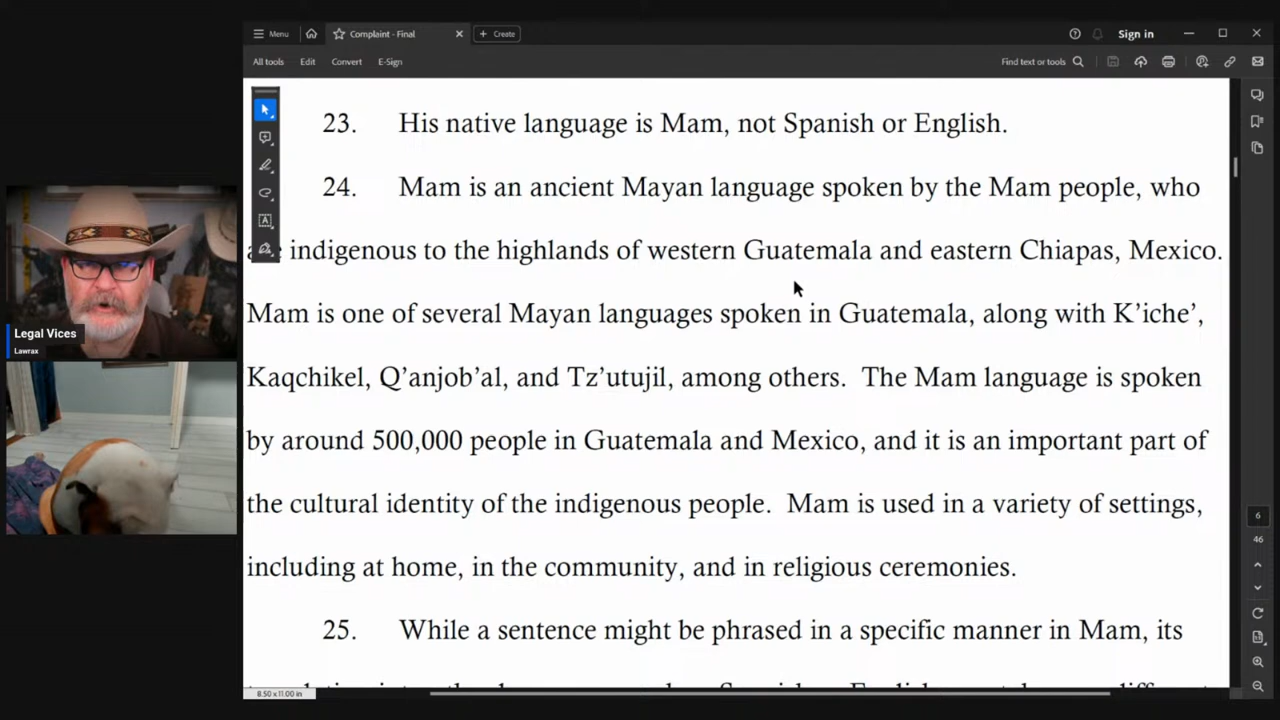 Menu
Complaint - Final
Create
Sign in
All tools
Edit
Convert
E-Sign
Find text or tools
23. His native language is Mam, not Spanish or English.
24. Mam is an ancient Mayan language spoken by the Mam people, who
indigenous to the highlands of western Guatemala and eastern Chiapas, Mexico.
Mam is one of several Mayan languages spoken in Guatemala, along with K’iche’,
Kaqchikel, Q’anjob’al, and Tz’utujil, among others. The Mam language is spoken
by around 500,000 people in Guatemala and Mexico, and it is an important part of
the cultural identity of the indigenous people. Mam is used in a variety of settings,
including at home, in the community, and in religious ceremonies.
25. While a sentence might be phrased in a specific manner in Mam, its
Legal Vices
Lawrax
6
46
8.50 x 11.00 in